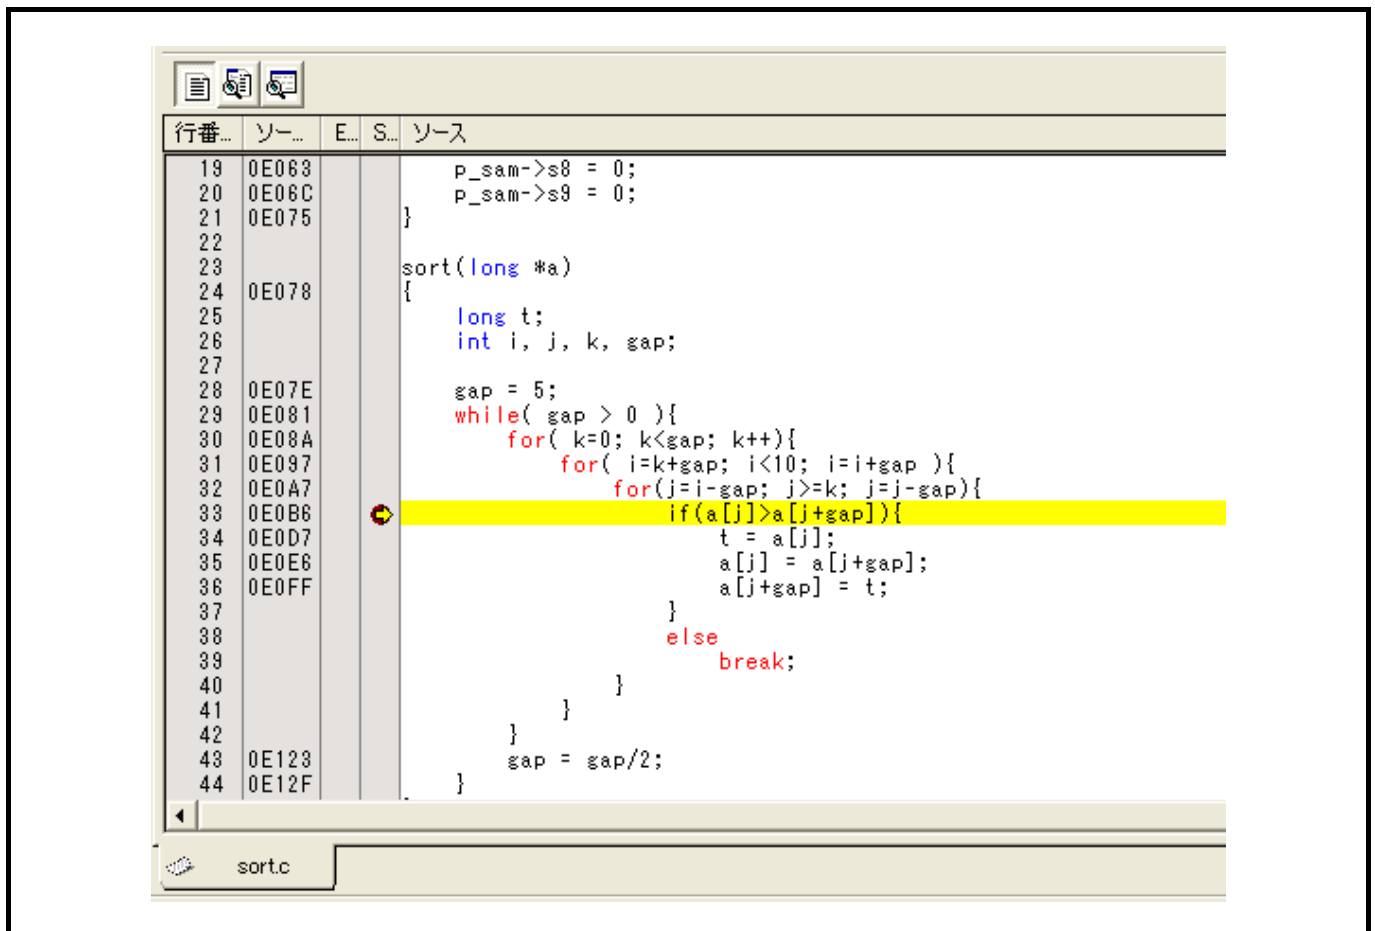 行番... ソー... E... S... ソース
19 0E063 p_sam->s8 = 0;
20 0E06C p_sam->s9 = 0;
21 0E075 }
22
23 sort(long *a)
24 0E078 {
25 long t;
26 int i, j, k, gap;
27
28 0E07E gap = 5;
29 0E081 while( gap > 0 ){
30 0E08A for( k=0; k<gap; k++){
31 0E097 for( i=k+gap; i<10; i=i+gap ){
32 0E0A7 for(j=i-gap; j>=k; j=j-gap){
33 0E0B6 if(a[j]>a[j+gap]){
34 0E0D7 t = a[j];
35 0E0E6 a[j] = a[j+gap];
36 0E0FF a[j+gap] = t;
37 }
38 else
39 break;
40 }
41 }
42 }
43 0E123 gap = gap/2;
44 0E12F }
sort.c